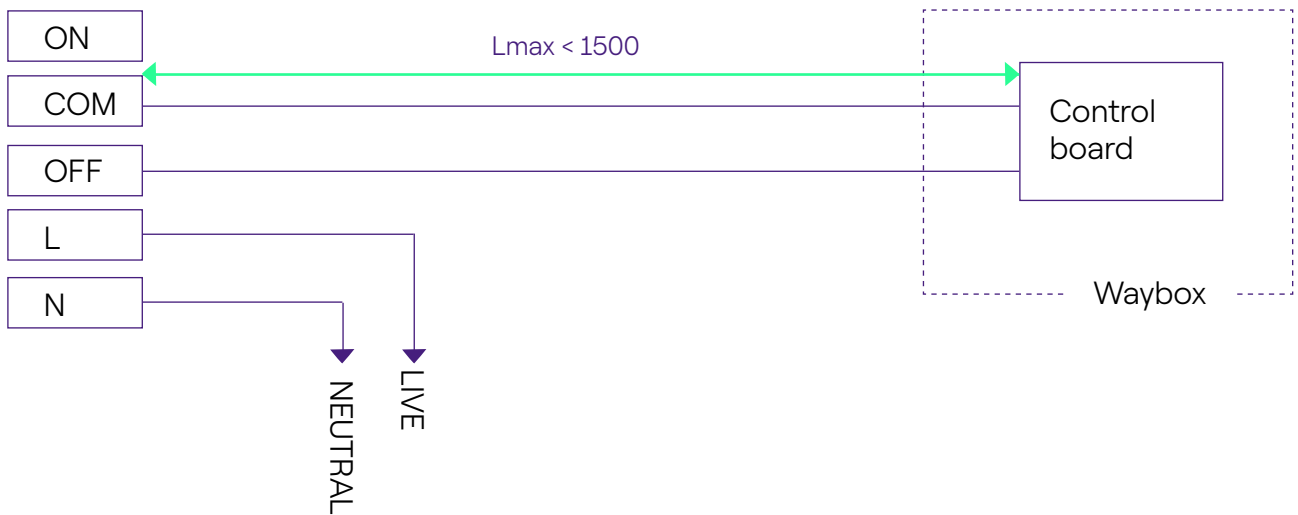 ON
Lmax < 1500
COM
Control
board
OFF
L
N
Waybox
LIVE
NEUTRAL